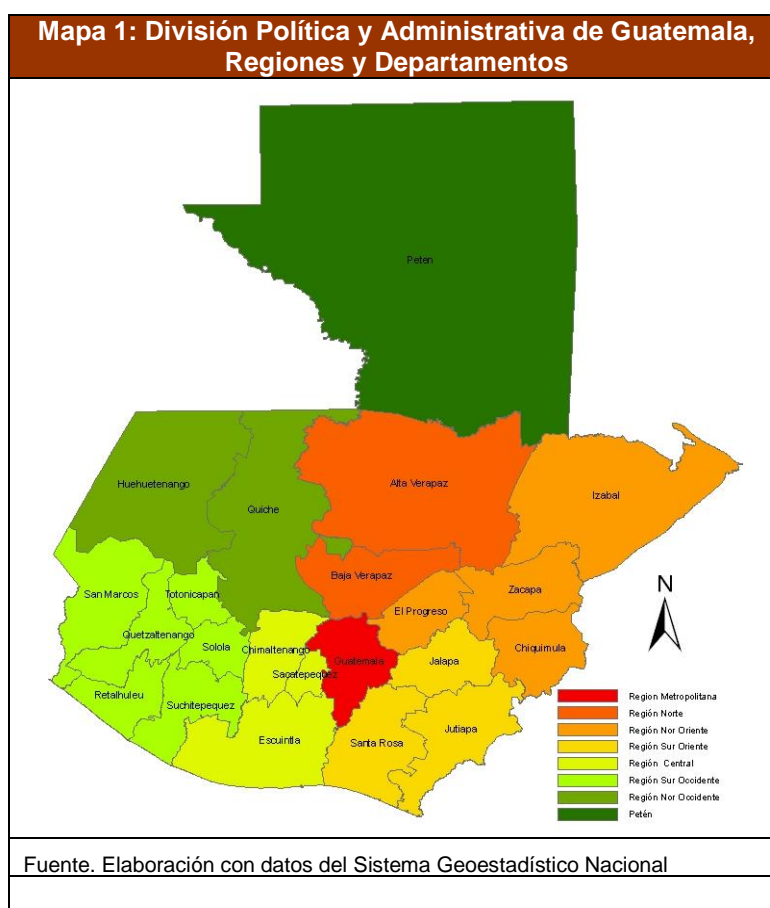 Mapa 1: División Política y Administrativa de Guatemala,
Regiones y Departamentos
Peten
Huehuetenango
Quiche
Alta Verapaz
Izabal
Baja Verapaz
San Marcos
Totonicapan
El Progreso
Zacapa
N
Quetzaltenango
Solola
Chimaltenango
Guatemala
Jalapa
Chiquimula
Sacatepequez
Retalhuleu
Suchitepequez
Escuintla
Santa Rosa
Jutiapa
Region Metropolitana
Región Norte
Región Nor Oriente
Región Sur Oriente
Región Central
Región Sur Occidente
Región Nor Occidente
Petén
Fuente. Elaboración con datos del Sistema Geoestadístico Nacional